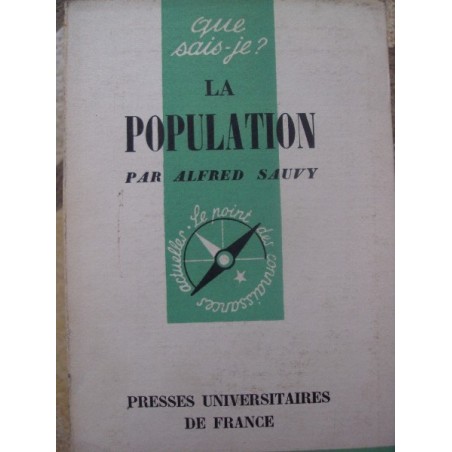 que
sais-je?
LA
POPULATION
PAR ALFRED SAUVY
Le point des connaissances actuelles.
PRESSES UNIVERSITAIRES
DE FRANCE